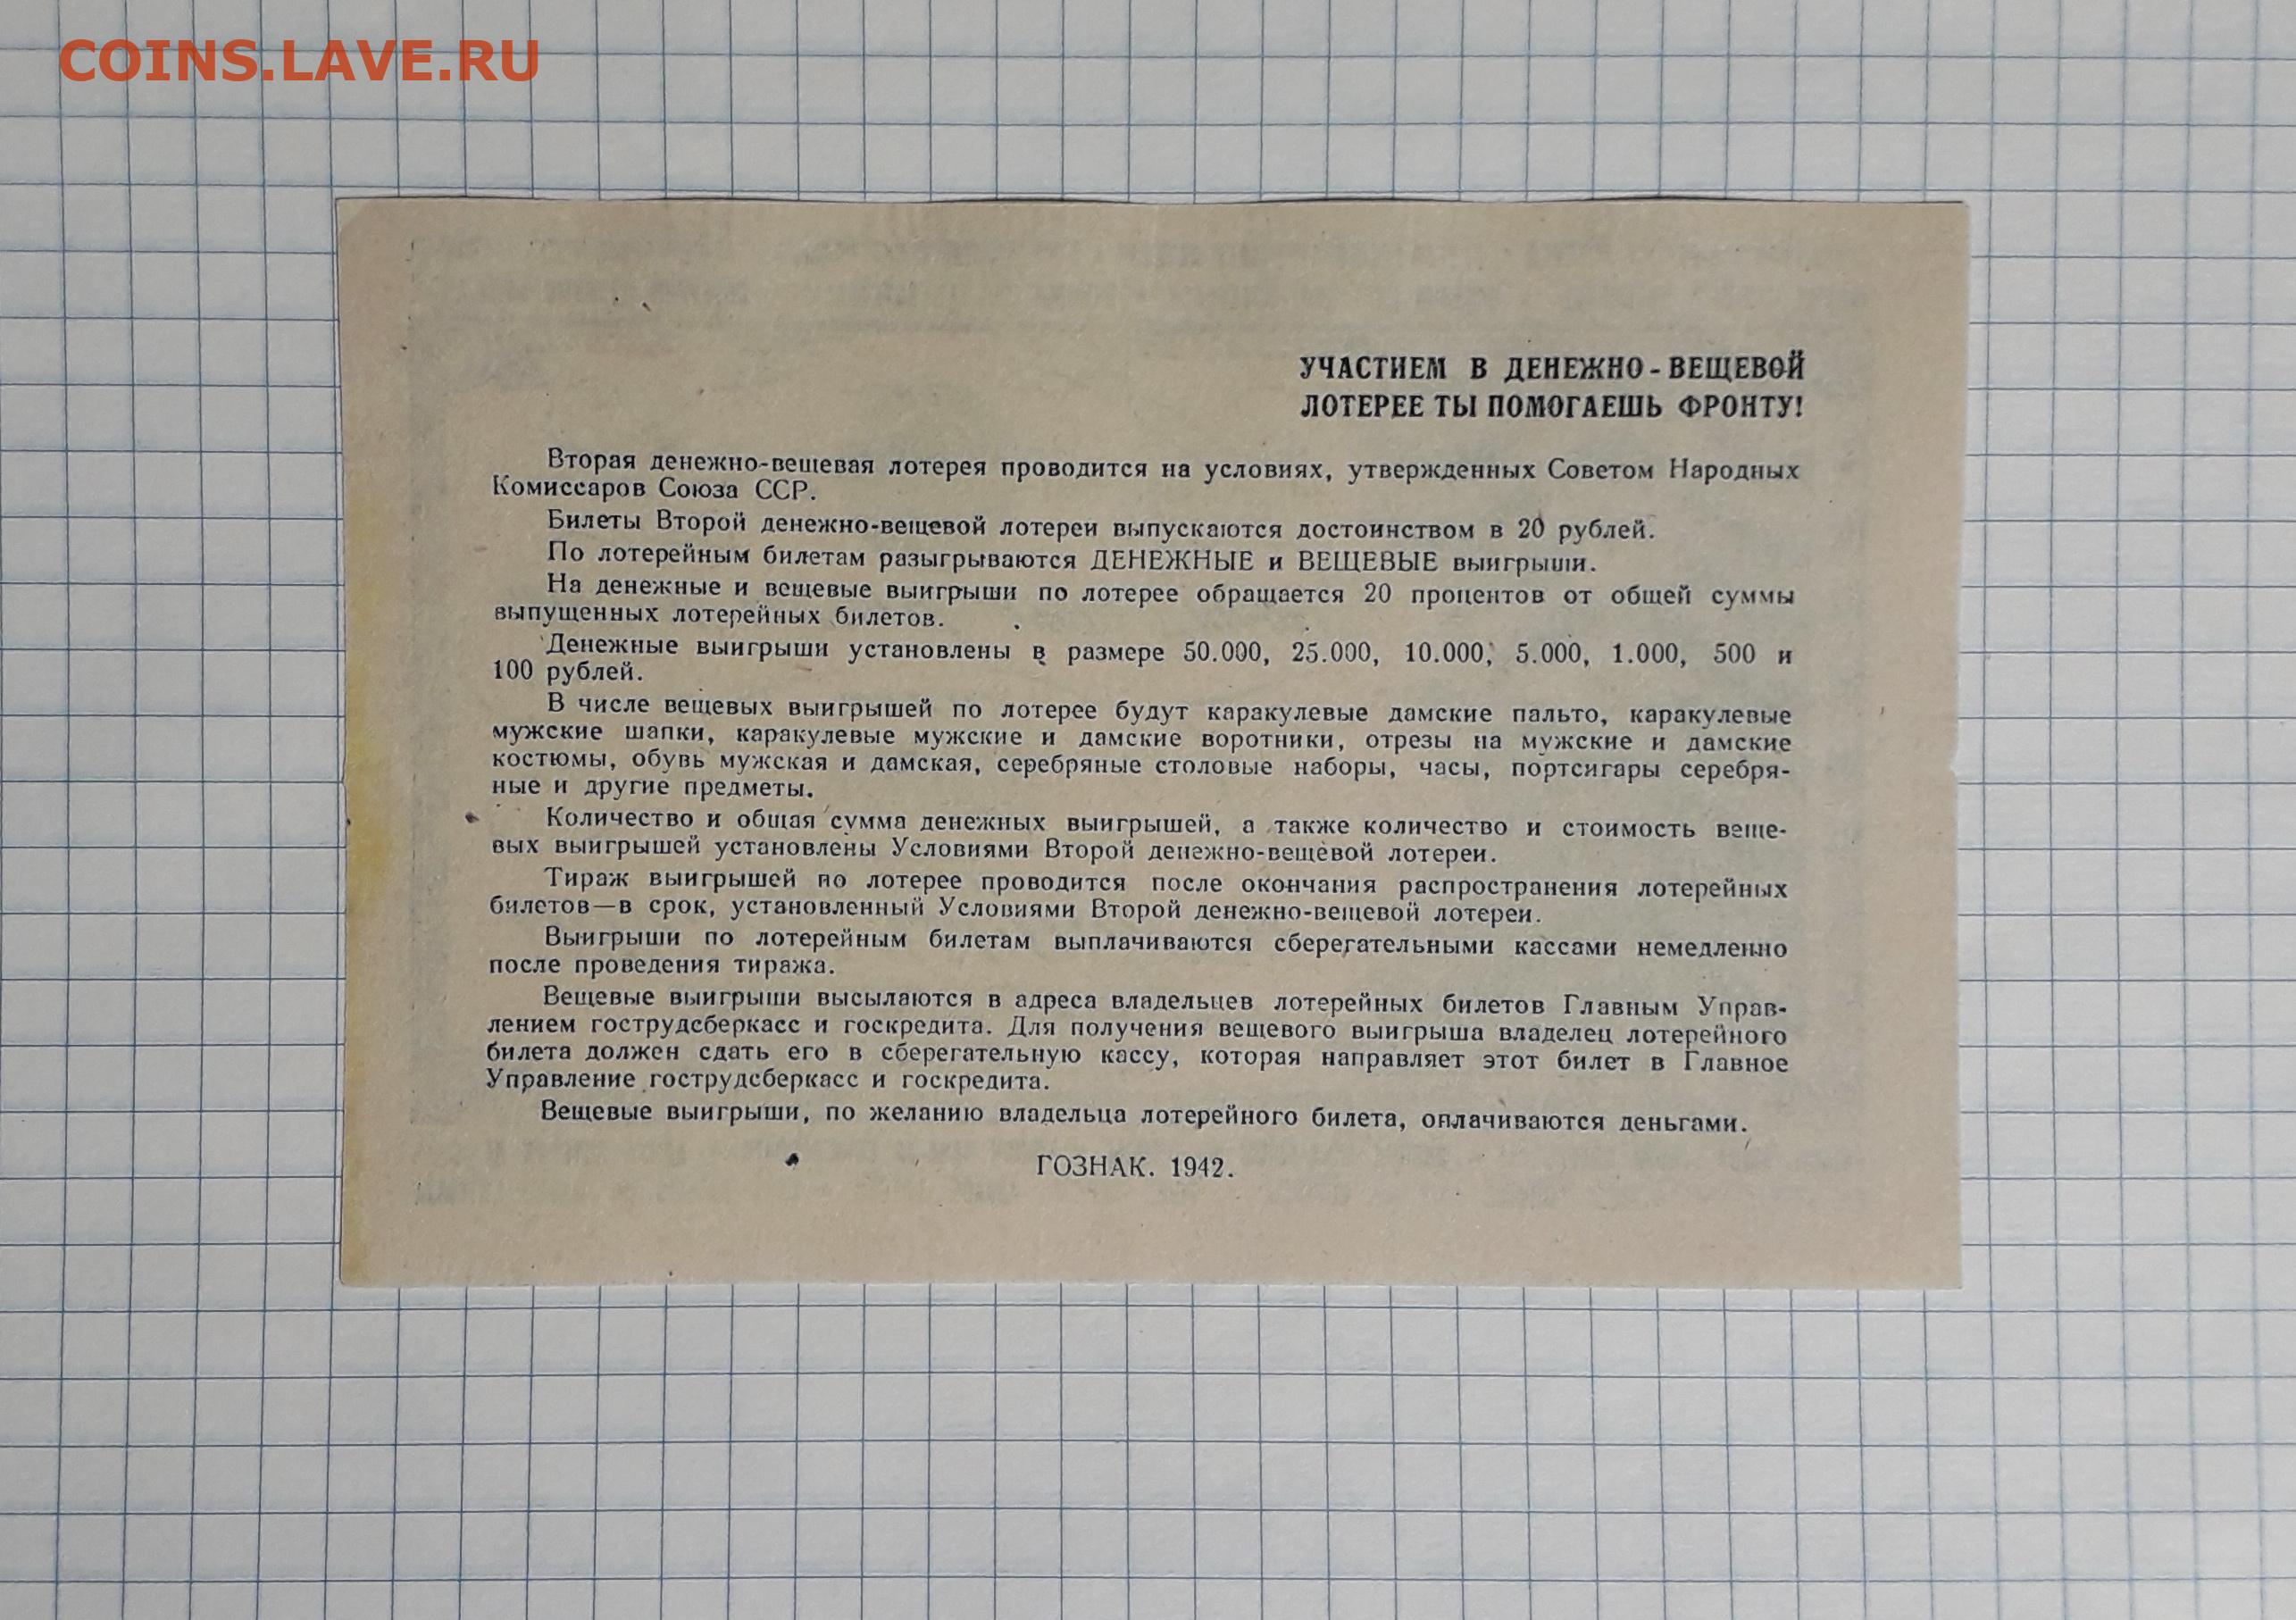 COINS.LAVE.RU
УЧАСТИЕМ В ДЕНЕЖНО-ВЕЩЕВОЙ
ЛОТЕРЕЕ ТЫ ПОМОГАЕШЬ ФРОНТУ!
Вторая денежно-вещевая лотерея проводится на условиях, утвержденных Советом Народных
Комиссаров Союза ССР.
Билеты Второй денежно-вещевой лотереи выпускаются достоинством в 20 рублей.
По лотерейным билетам разыгрываются ДЕНЕЖНЫЕ и ВЕЩЕВЫЕ выигрыши.
На денежные и вещевые выигрыши по лотерее обращается 20 процентов от общей суммы
выпущенных лотерейных билетов.
Денежные выигрыши установлены в размере 50.000, 25.000, 10.000, 5.000, 1.000, 500 и
100 рублей.
В числе вещевых выигрышей по лотерее будут каракулевые дамские пальто, каракулевые
мужские шапки, каракулевые мужские и дамские воротники, отрезы на мужские и дамские
костюмы, обувь мужская и дамская, серебряные столовые наборы, часы, портсигары серебря-
ные и другие предметы.
Количество и общая сумма денежных выигрышей, а также количество и стоимость веще-
вых выигрышей установлены Условиями Второй денежно-вещевой лотереи.
Тираж выигрышей по лотерее проводится после окончания распространения лотерейных
билетов—в срок, установленный Условиями Второй денежно-вещевой лотереи.
Выигрыши по лотерейным билетам выплачиваются сберегательными кассами немедленно
после проведения тиража.
Вещевые выигрыши высылаются в адреса владельцев лотерейных билетов Главным Управ-
лением гострудсберкасс и госкредита. Для получения вещевого выигрыша владелец лотерейного
билета должен сдать его в сберегательную кассу, которая направляет этот билет в Главное
Управление гострудсберкасс и госкредита.
Вещевые выигрыши, по желанию владельца лотерейного билета, оплачиваются деньгами.
ГОЗНАК. 1942.